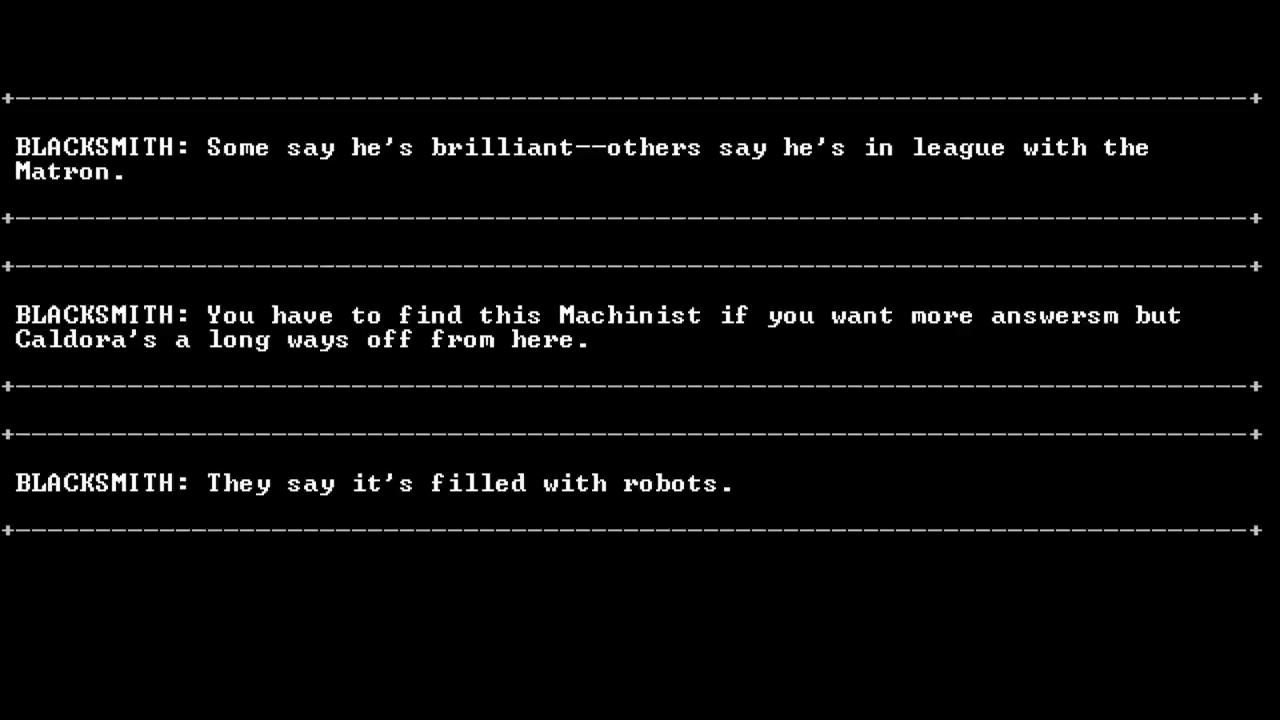 BLACKSMITH: Some say he's brilliant--others say he's in league with the
Matron.
BLACKSMITH: You have to find this Machinist if you want more answersm but
Caldora's a long ways off from here.
BLACKSMITH: They say it's filled with robots.